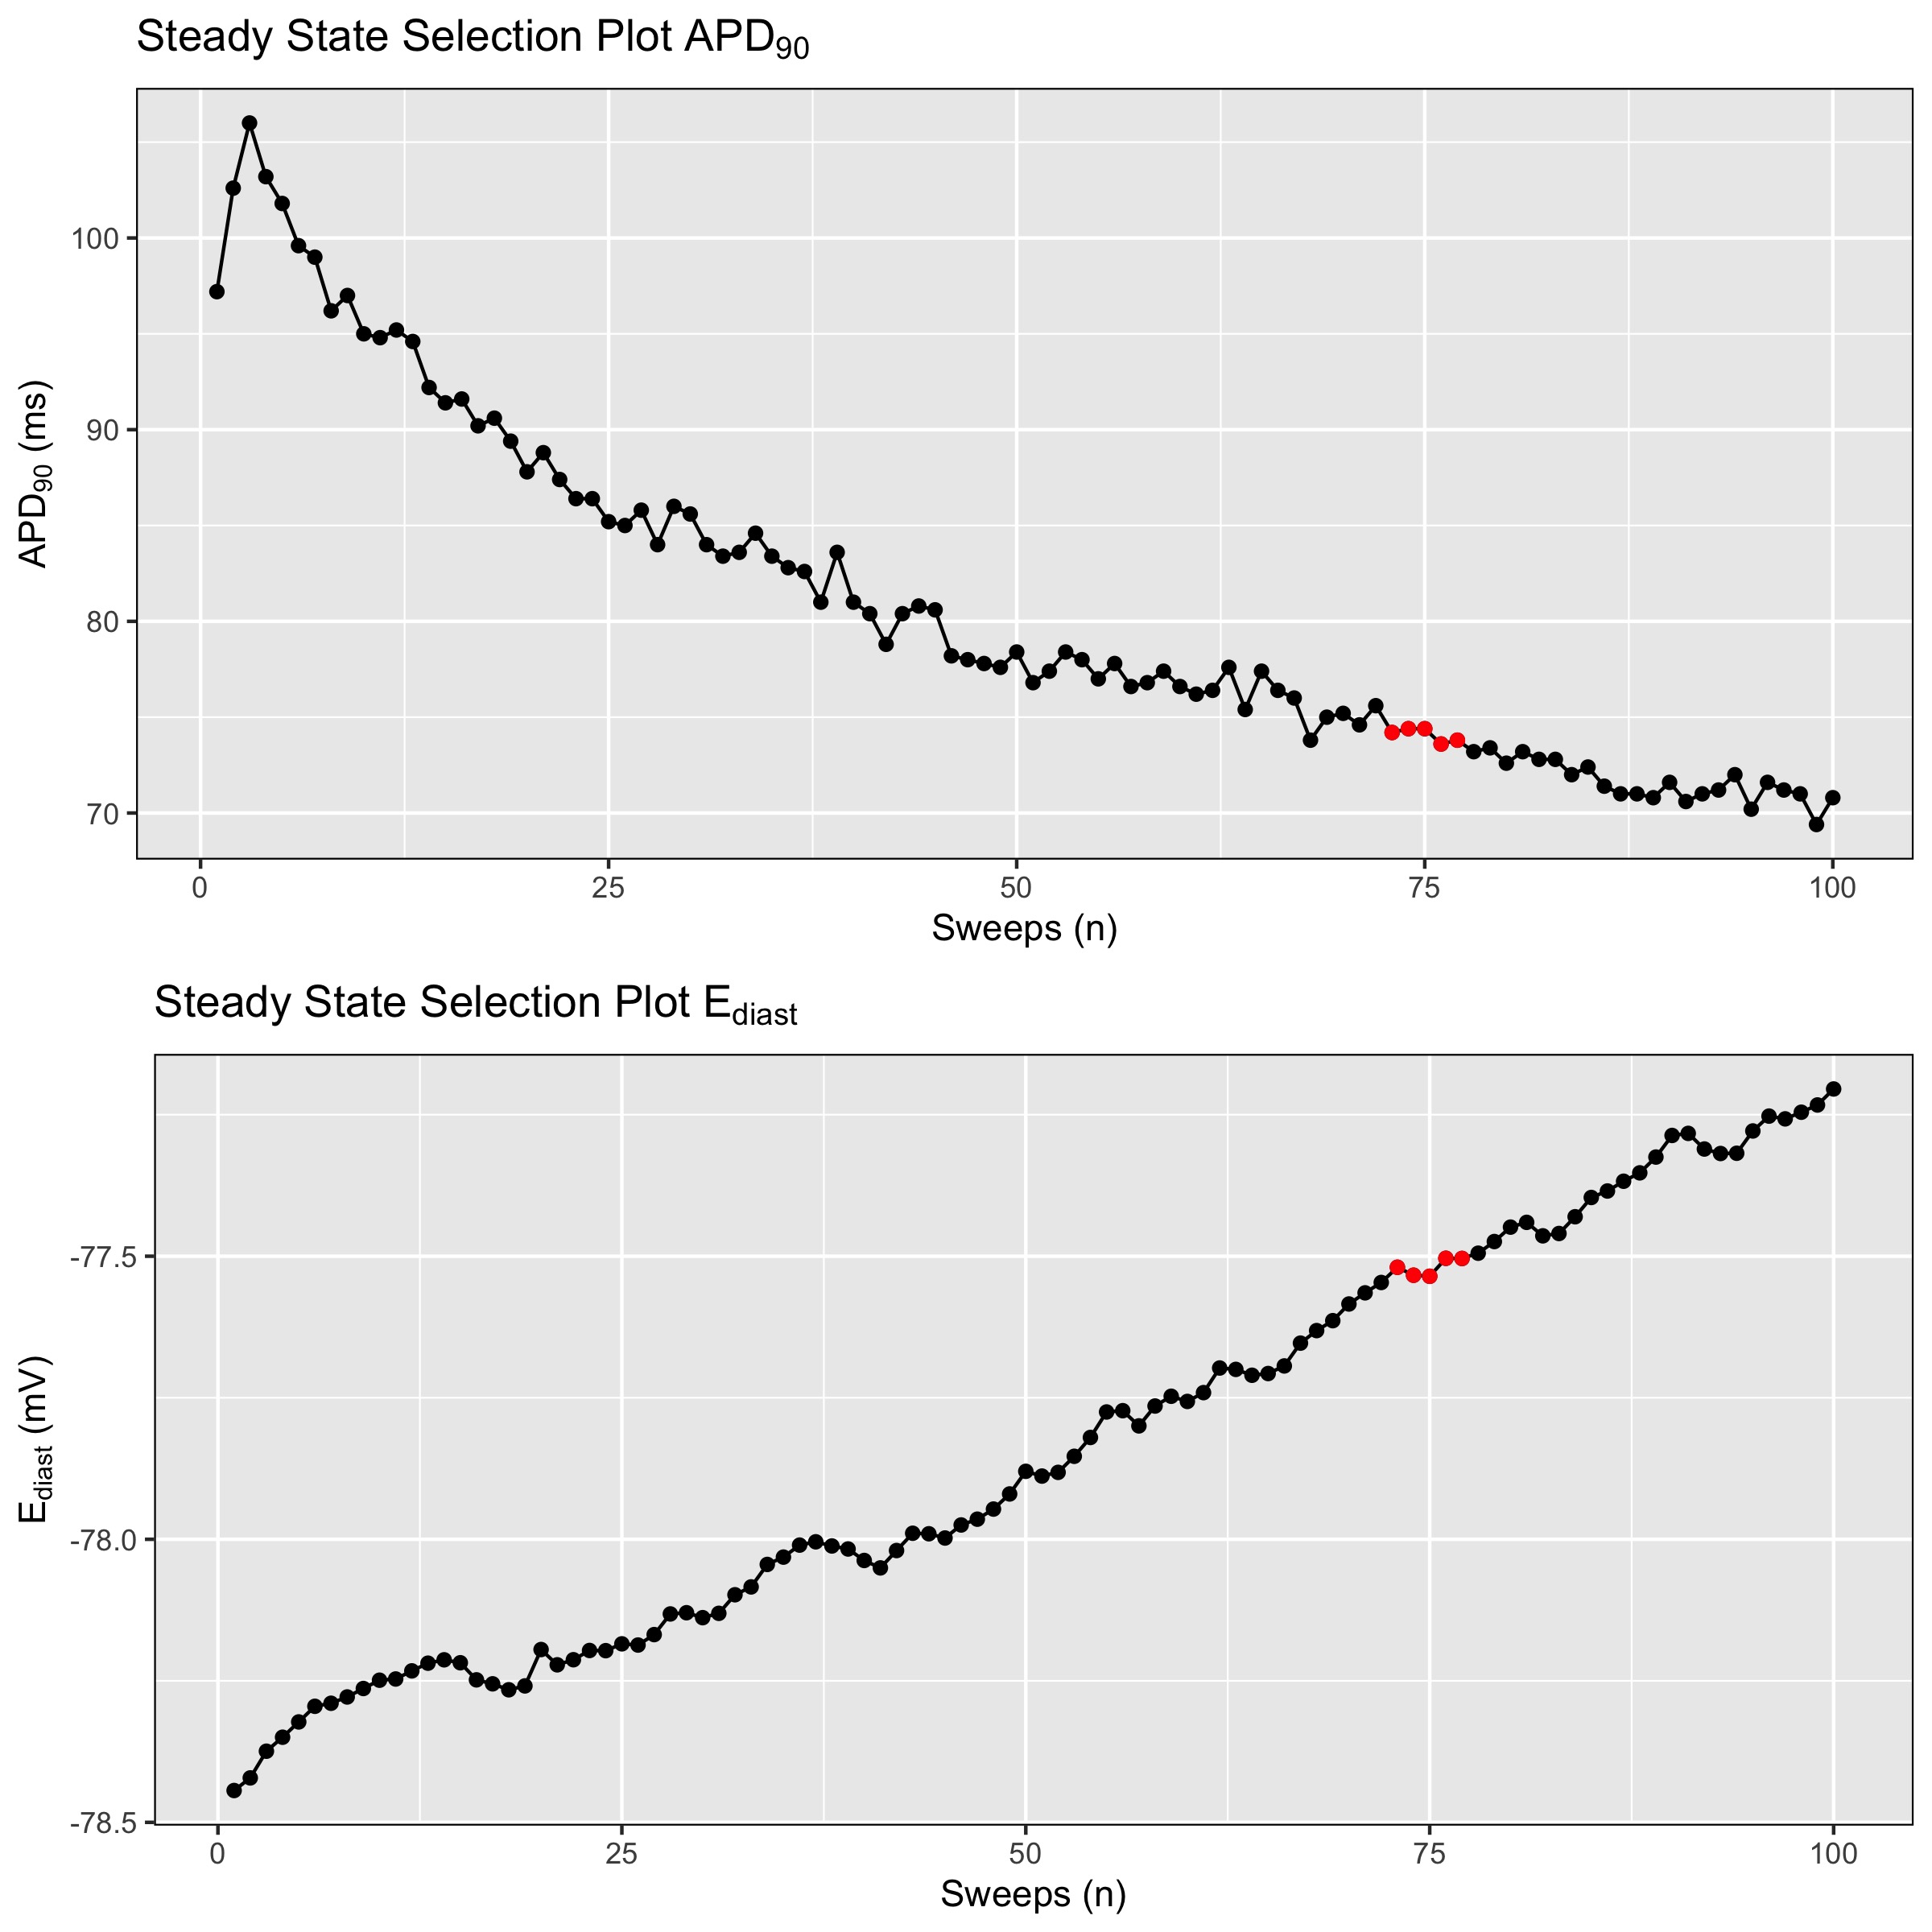 Steady State Selection Plot APD90
100
90
80
70
APD90 (ms)
0 25 50 75 100
Sweeps (n)
Steady State Selection Plot Ediast
-77.5
-78.0
-78.5
Ediast (mV)
0 25 50 75 100
Sweeps (n)